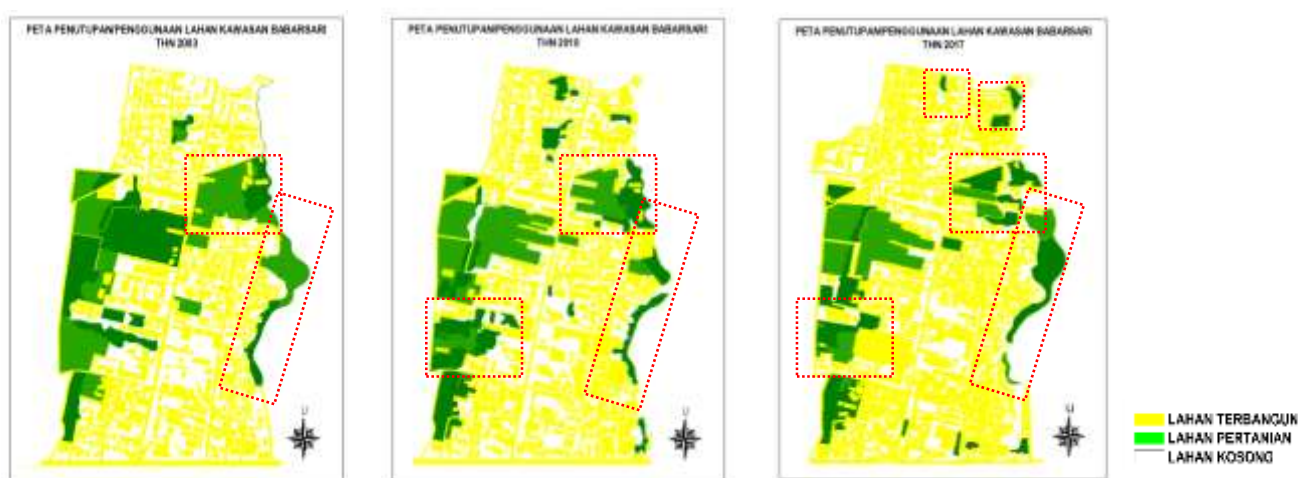 PETA PENUTUPAN/PENGGUNAAN LAHAN KAWASAN BABARSARI
THN 2003
PETA PENUTUPAN/PENGGUNAAN LAHAN KAWASAN BABARSARI
THN 2010
PETA PENUTUPAN/PENGGUNAAN LAHAN KAWASAN BABARSARI
THN 2017
U
U
U
LAHAN TERBANGUN
LAHAN PERTANIAN
LAHAN KOSONG